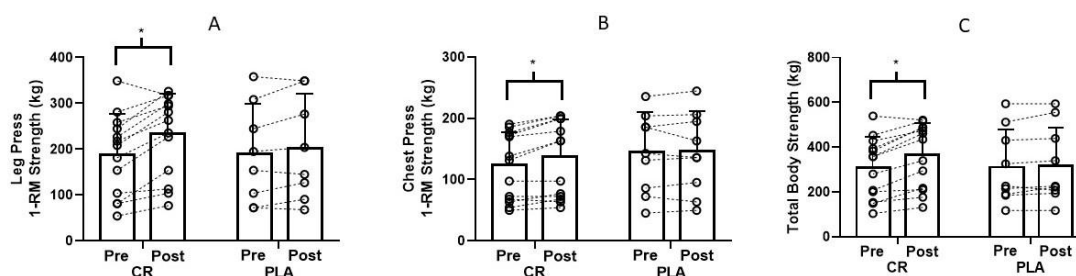 A
*
Leg Press
1-RM Strength (kg)
400
300
200
100
0
Pre Post
CR
Pre Post
PLA
B
*
Chest Press
1-RM Strength (kg)
300
200
100
0
Pre Post
CR
Pre Post
PLA
C
*
Total Body Strength (kg)
800
600
400
200
0
Pre Post
CR
Pre Post
PLA